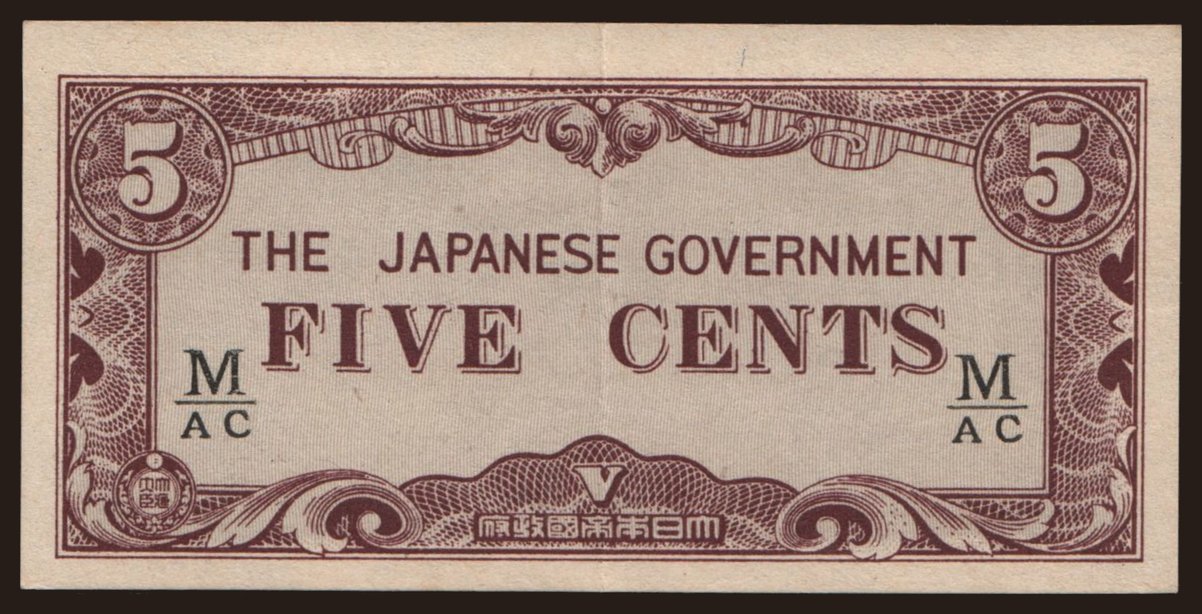 5 5
THE JAPANESE GOVERNMENT
FIVE CENTS
M M
AC AC
V
府政國帝本日大